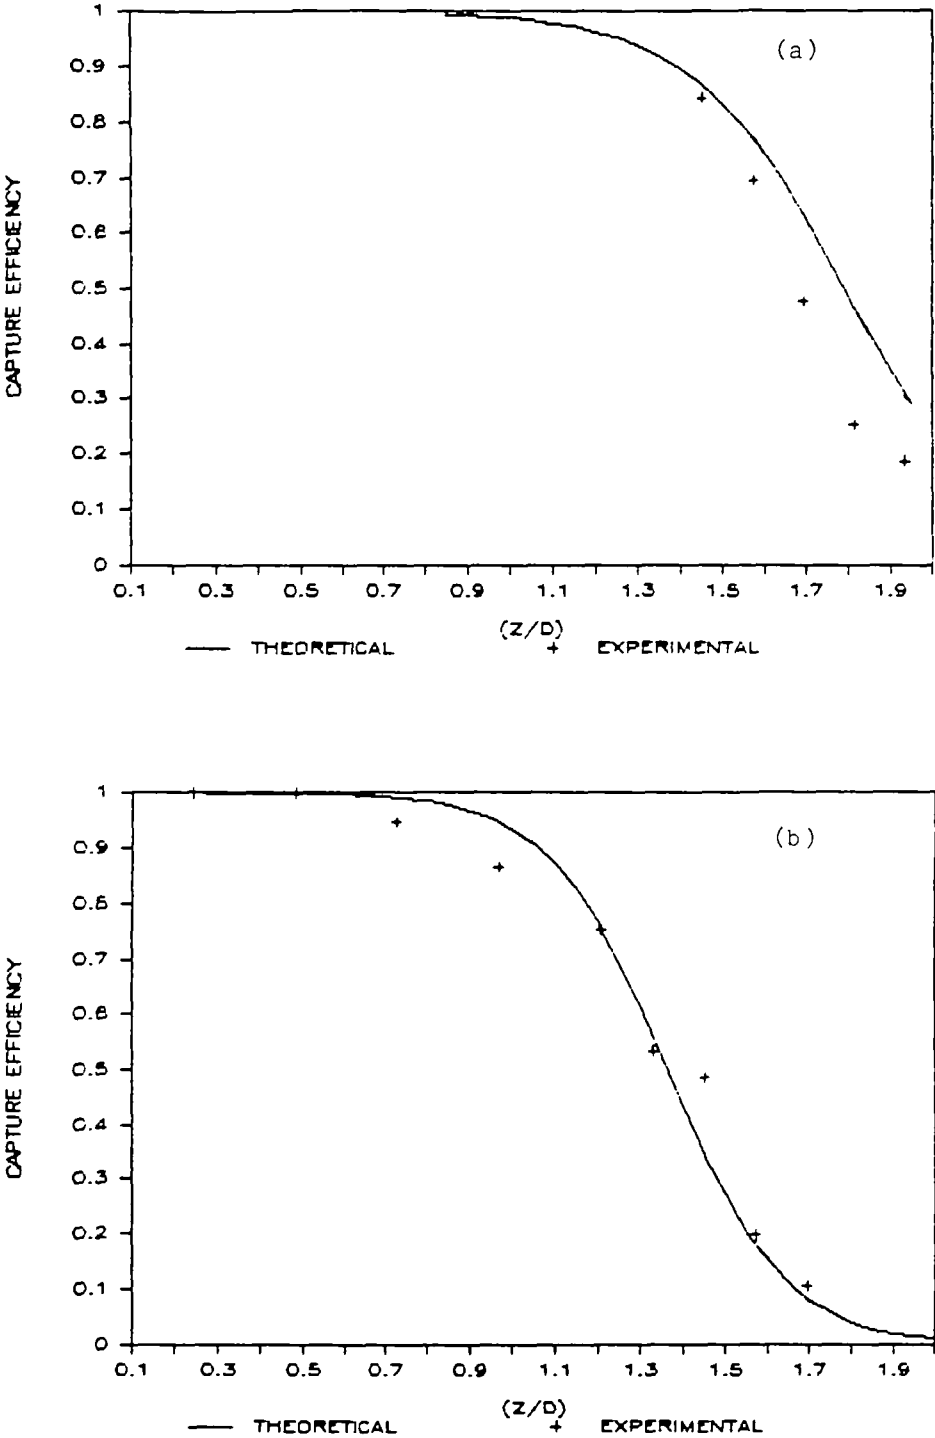 (a)
CAPTURE EFFICIENCY
1
0.9
0.8
0.7
0.6
0.5
0.4
0.3
0.2
0.1
0
0.1 0.3 0.5 0.7 0.9 1.1 1.3 1.5 1.7 1.9
(Z/D)
THEORETICAL + EXPERIMENTAL
(b)
CAPTURE EFFICIENCY
1
0.9
0.8
0.7
0.6
0.5
0.4
0.3
0.2
0.1
0
0.1 0.3 0.5 0.7 0.9 1.1 1.3 1.5 1.7 1.9
(Z/D)
THEORETICAL + EXPERIMENTAL